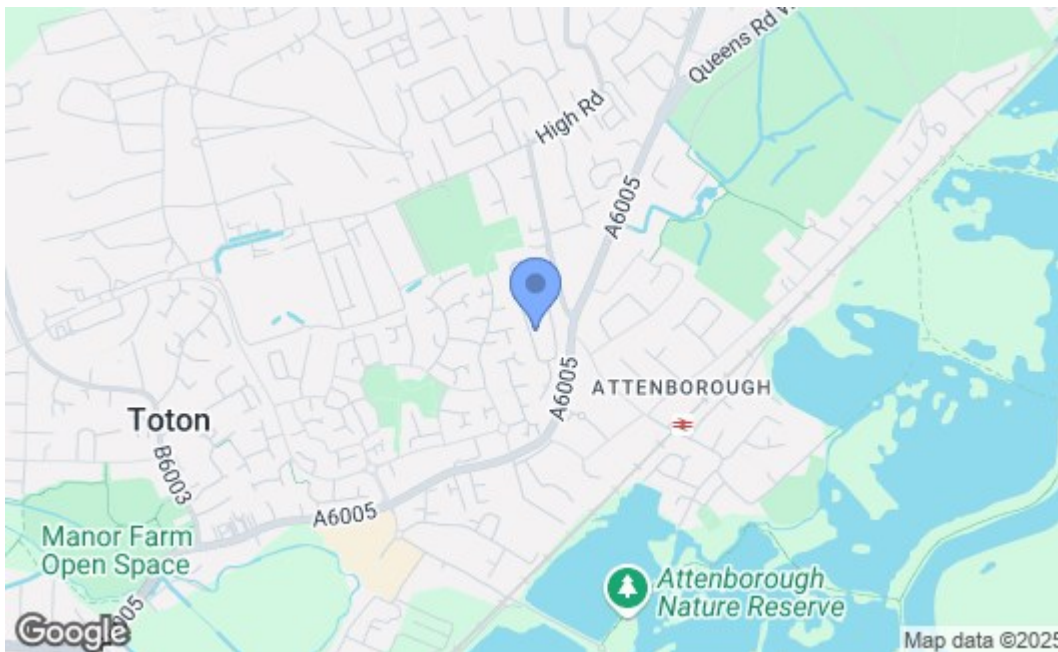 Queens Rd W
High Rd
A6005
A6005
ATTENBOROUGH
Toton
B6003
A6005
Manor Farm
Open Space
Attenborough
Nature Reserve
Google
Map data ©2025